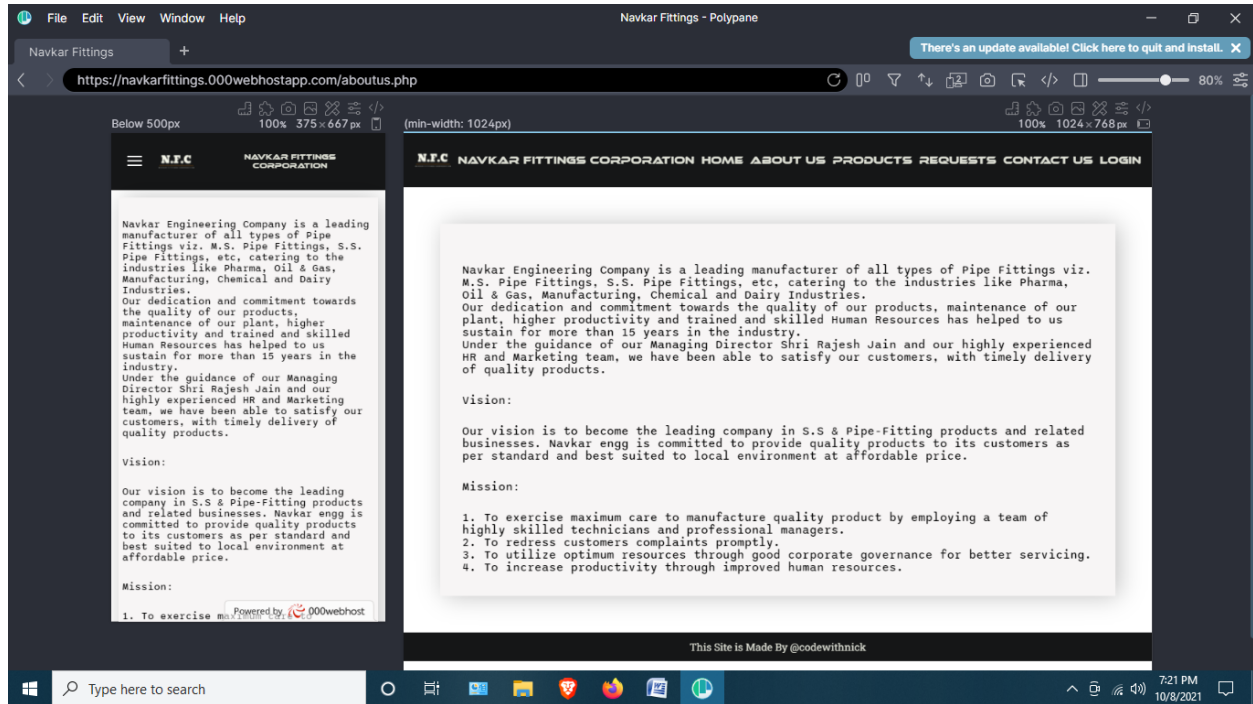 File Edit View Window Help
Navkar Fittings - Polypane
Navkar Fittings
There's an update available! Click here to quit and install. X
https://navkarfittings.000webhostapp.com/aboutus.php
80%
Below 500px
100% 375×667px
N.F.C
NAVKAR FITTINGS
CORPORATION
Navkar Engineering Company is a leading
manufacturer of all types of Pipe
Fittings viz. M.S. Pipe Fittings, S.S.
Pipe Fittings, etc, catering to the
industries like Pharma, Oil & Gas,
Manufacturing, Chemical and Dairy
Industries.
Our dedication and commitment towards
the quality of our products,
maintenance of our plant, higher
productivity and trained and skilled
Human Resources has helped to us
sustain for more than 15 years in the
industry.
Under the guidance of our Managing
Director Shri Rajesh Jain and our
highly experienced HR and Marketing
team, we have been able to satisfy our
customers, with timely delivery of
quality products.
Vision:
Our vision is to become the leading
company in S.S & Pipe-Fitting products
and related businesses. Navkar engg is
committed to provide quality products
to its customers as per standard and
best suited to local environment at
affordable price.
Mission:
1. To exercise maximum care to
Powered by 000webhost
(min-width: 1024px)
100% 1024×768px
N.F.C NAVKAR FITTINGS CORPORATION HOME ABOUT US PRODUCTS REQUESTS CONTACT US LOGIN
Navkar Engineering Company is a leading manufacturer of all types of Pipe Fittings viz.
M.S. Pipe Fittings, S.S. Pipe Fittings, etc, catering to the industries like Pharma,
Oil & Gas, Manufacturing, Chemical and Dairy Industries.
Our dedication and commitment towards the quality of our products, maintenance of our
plant, higher productivity and trained and skilled Human Resources has helped to us
sustain for more than 15 years in the industry.
Under the guidance of our Managing Director Shri Rajesh Jain and our highly experienced
HR and Marketing team, we have been able to satisfy our customers, with timely delivery
of quality products.
Vision:
Our vision is to become the leading company in S.S & Pipe-Fitting products and related
businesses. Navkar engg is committed to provide quality products to its customers as
per standard and best suited to local environment at affordable price.
Mission:
1. To exercise maximum care to manufacture quality product by employing a team of
highly skilled technicians and professional managers.
2. To redress customers complaints promptly.
3. To utilize optimum resources through good corporate governance for better servicing.
4. To increase productivity through improved human resources.
This Site is Made By @codewithnick
Type here to search
7:21 PM
10/8/2021